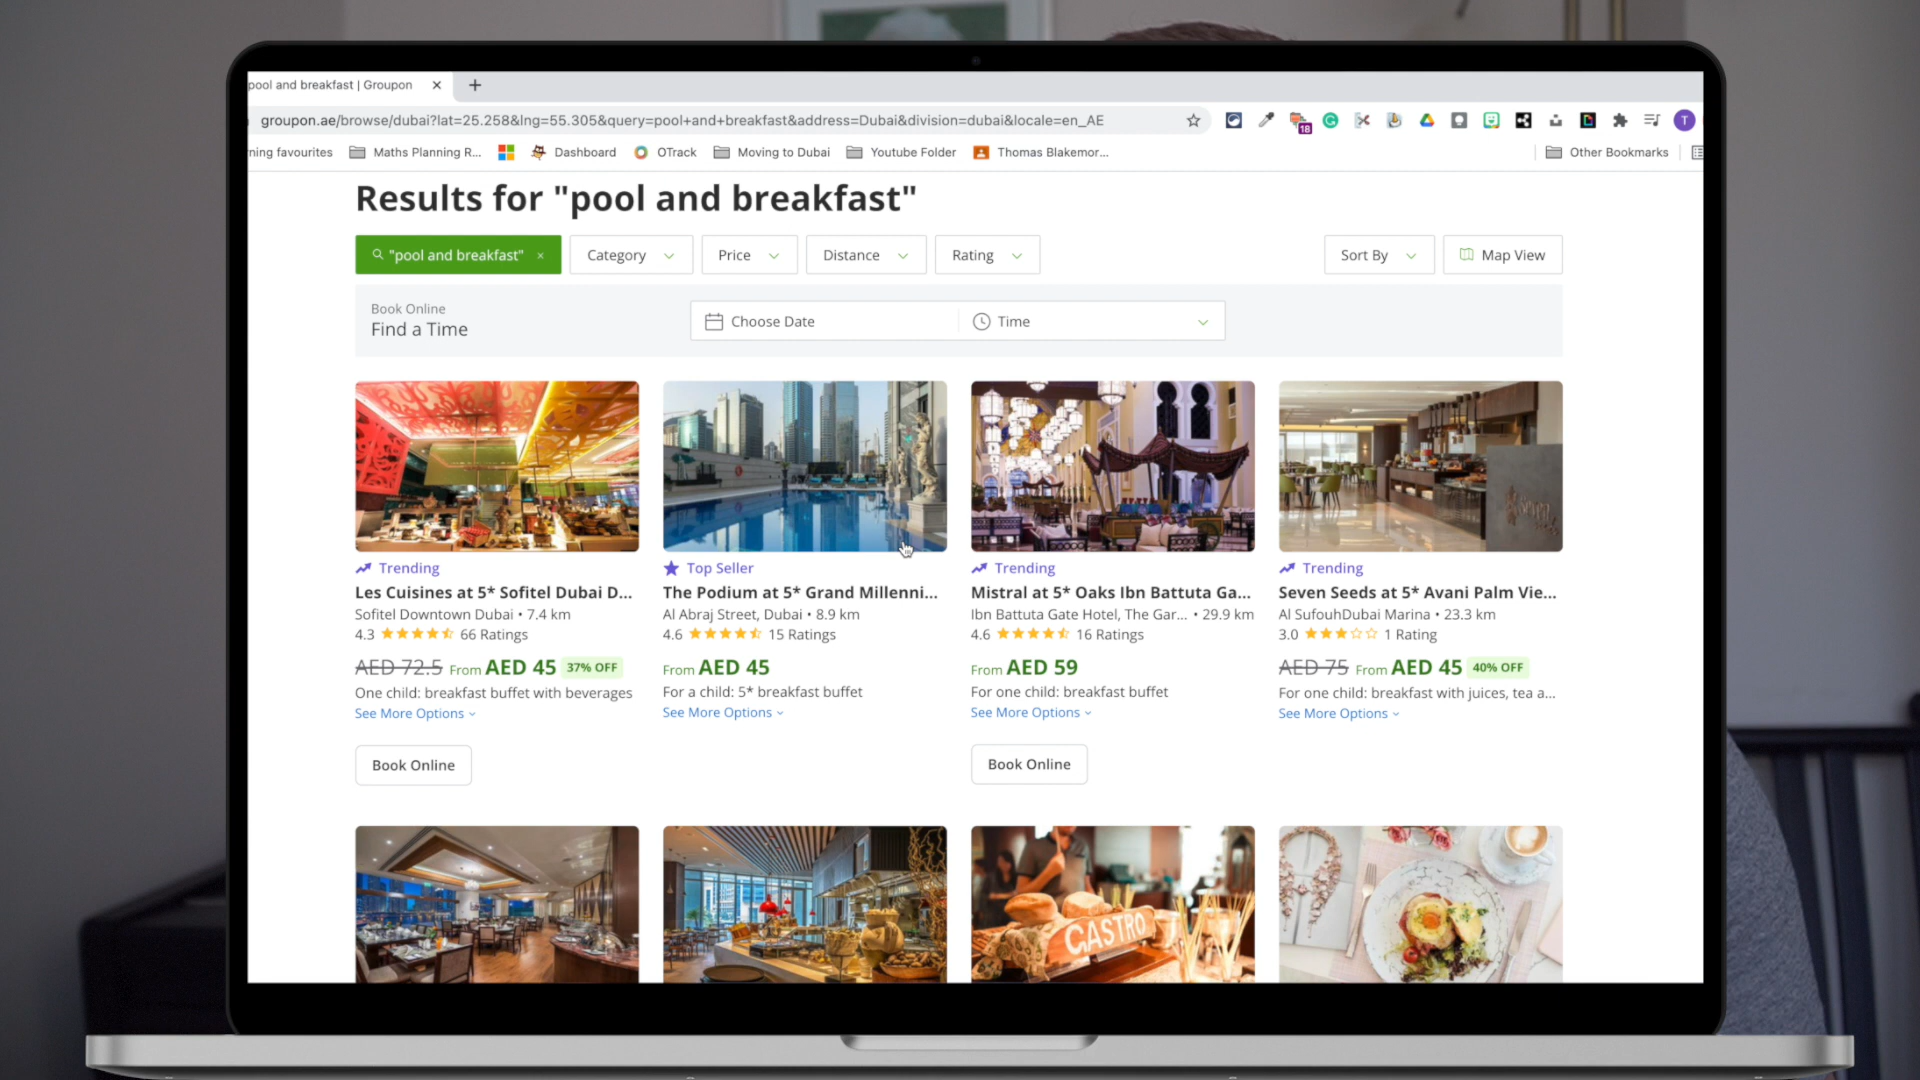 pool and breakfast | Groupon
groupon.ae/browse/dubai?lat=25.258&lng=55.305&query=pool+and+breakfast&address=Dubai&division=dubai&locale=en_AE
18
T
ning favourites
Maths Planning R...
Dashboard
OTrack
Moving to Dubai
Youtube Folder
Thomas Blakemor...
Other Bookmarks
Results for "pool and breakfast"
"pool and breakfast" ×
Category
Price
Distance
Rating
Sort By
Map View
Book Online
Find a Time
Choose Date
Time
Trending
Les Cuisines at 5* Sofitel Dubai D...
Sofitel Downtown Dubai • 7.4 km
4.3 66 Ratings
AED 72.5 From AED 45 37% OFF
One child: breakfast buffet with beverages
See More Options
Book Online
Top Seller
The Podium at 5* Grand Millenni...
Al Abraj Street, Dubai • 8.9 km
4.6 15 Ratings
From AED 45
For a child: 5* breakfast buffet
See More Options
Trending
Mistral at 5* Oaks Ibn Battuta Ga...
Ibn Battuta Gate Hotel, The Gar... • 29.9 km
4.6 16 Ratings
From AED 59
For one child: breakfast buffet
See More Options
Book Online
Trending
Seven Seeds at 5* Avani Palm Vie...
Al SufouhDubai Marina • 23.3 km
3.0 1 Rating
AED 75 From AED 45 40% OFF
For one child: breakfast with juices, tea a...
See More Options
GASTRO